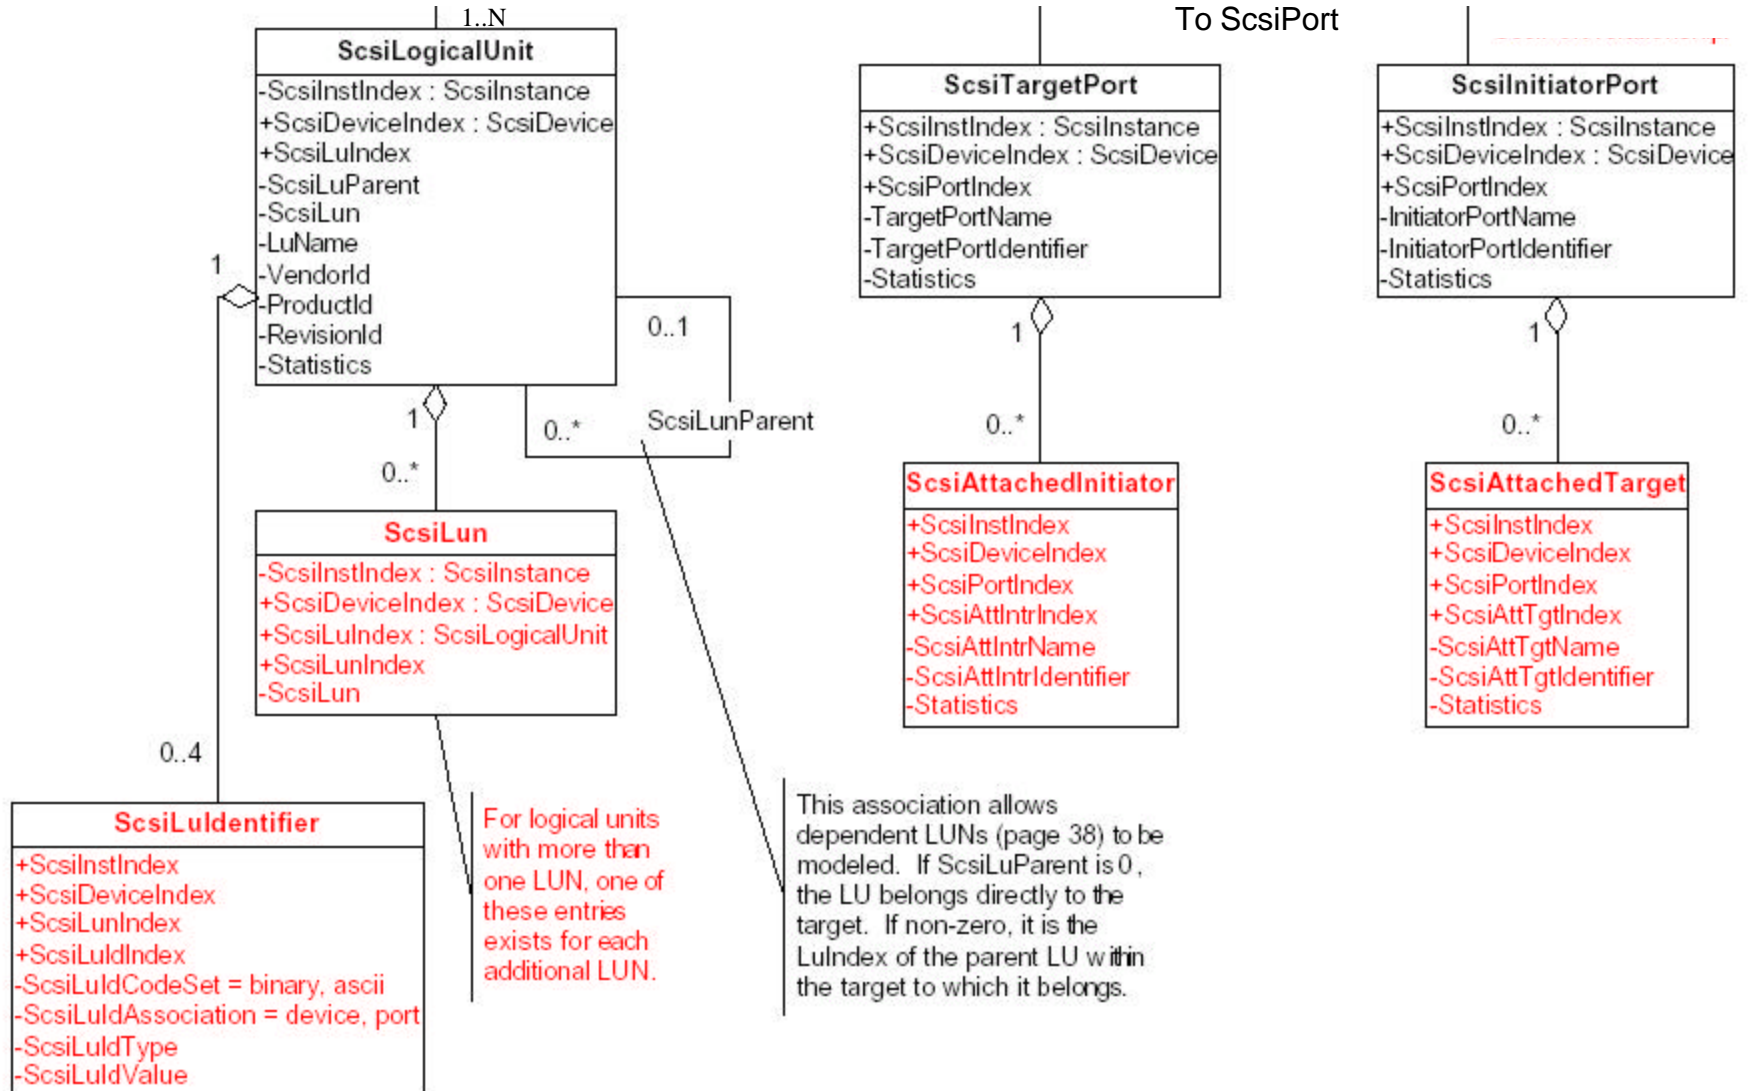 1..N
To ScsiPort
ScsiLogicalUnit
-ScsiInstIndex : ScsiInstance
+ScsiDeviceIndex : ScsiDevice
+ScsiLuIndex
-ScsiLuParent
-ScsiLun
-LuName
-VendorId
-ProductId
-RevisionId
-Statistics
1
0..1
0..*
ScsiLunParent
1
0..*
ScsiTargetPort
+ScsiInstIndex : ScsiInstance
+ScsiDeviceIndex : ScsiDevice
+ScsiPortIndex
-TargetPortName
-TargetPortIdentifier
-Statistics
1
0..*
ScsiInitiatorPort
+ScsiInstIndex : ScsiInstance
+ScsiDeviceIndex : ScsiDevice
+ScsiPortIndex
-InitiatorPortName
-InitiatorPortIdentifier
-Statistics
1
0..*
ScsiLun
-ScsiInstIndex : ScsiInstance
+ScsiDeviceIndex : ScsiDevice
+ScsiLuIndex : ScsiLogicalUnit
+ScsiLunIndex
-ScsiLun
ScsiAttachedInitiator
+ScsiInstIndex
+ScsiDeviceIndex
+ScsiPortIndex
+ScsiAttIntrIndex
-ScsiAttIntrName
-ScsiAttIntrIdentifier
-Statistics
ScsiAttachedTarget
+ScsiInstIndex
+ScsiDeviceIndex
+ScsiPortIndex
+ScsiAttTgtIndex
-ScsiAttTgtName
-ScsiAttTgtIdentifier
-Statistics
0..4
ScsiLuIdentifier
+ScsiInstIndex
+ScsiDeviceIndex
+ScsiLunIndex
+ScsiLuIdIndex
-ScsiLuIdCodeSet = binary, ascii
-ScsiLuIdAssociation = device, port
-ScsiLuIdType
-ScsiLuIdValue
For logical units
with more than
one LUN, one of
these entries
exists for each
additional LUN.
This association allows
dependent LUNs (page 38) to be
modeled. If ScsiLuParent is 0,
the LU belongs directly to the
target. If non-zero, it is the
LuIndex of the parent LU within
the target to which it belongs.